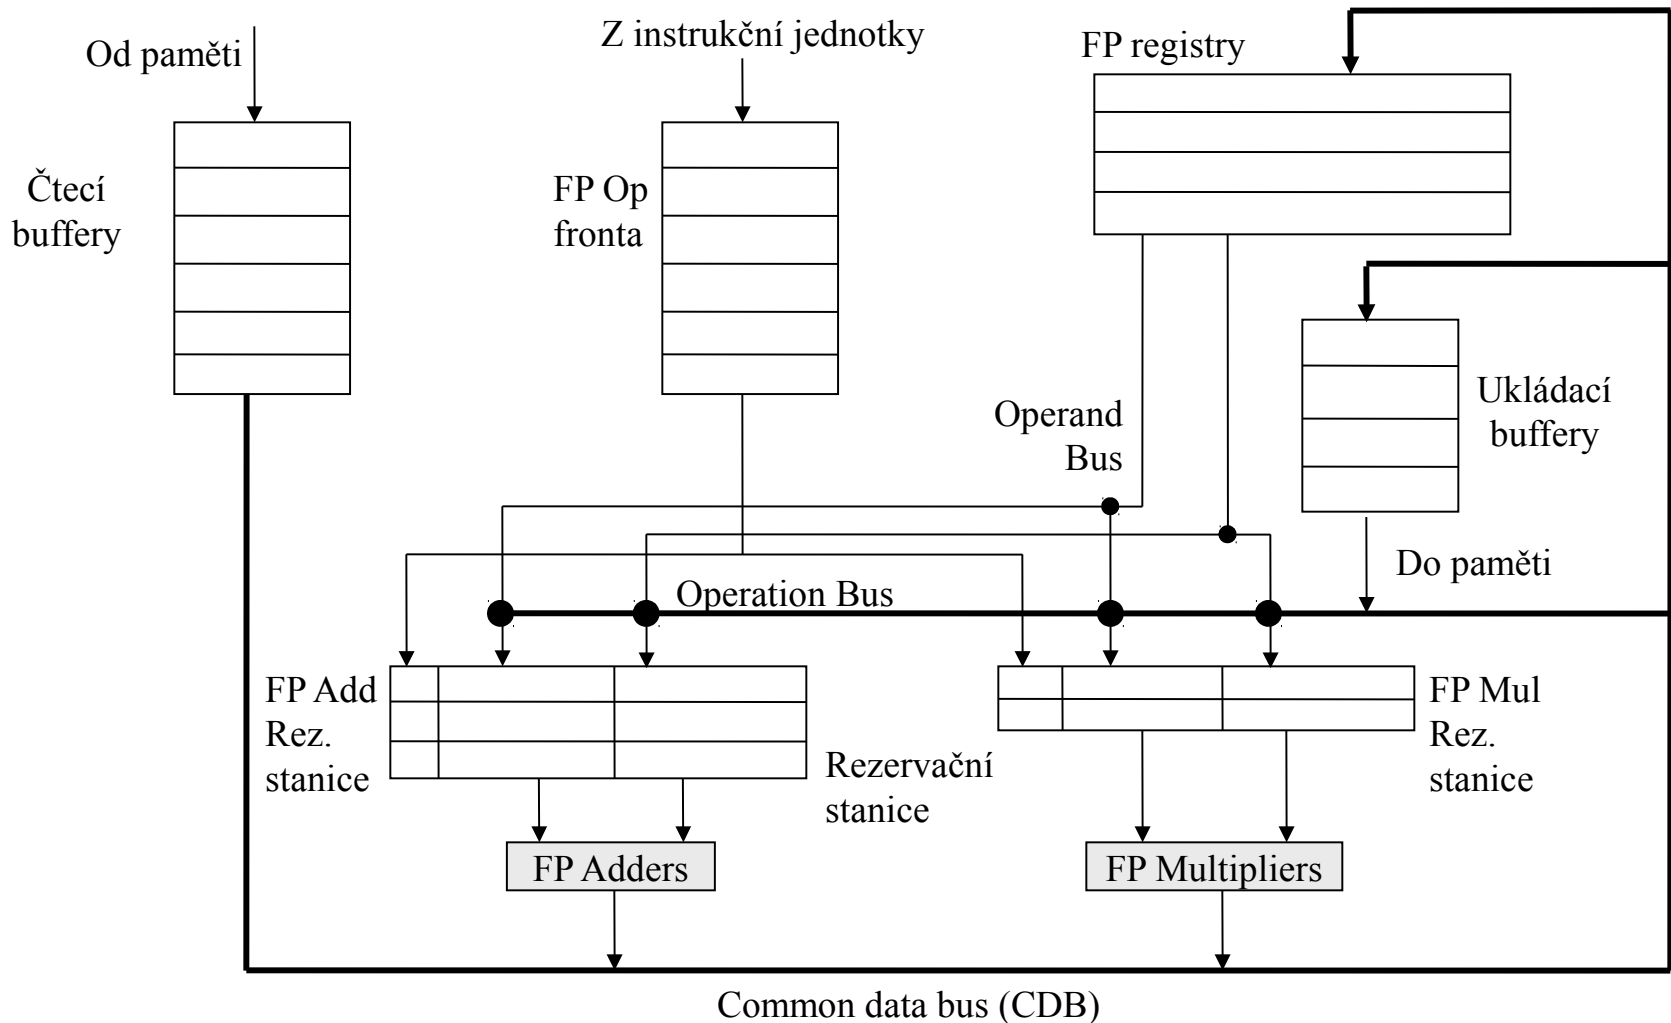 Od paměti
Z instrukční jednotky
FP registry
Čtecí
buffery
FP Op
fronta
Operand
Bus
Ukládací
buffery
Do paměti
Operation Bus
FP Add
Rez.
stanice
Rezervační
stanice
FP Mul
Rez.
stanice
FP Adders
FP Multipliers
Common data bus (CDB)